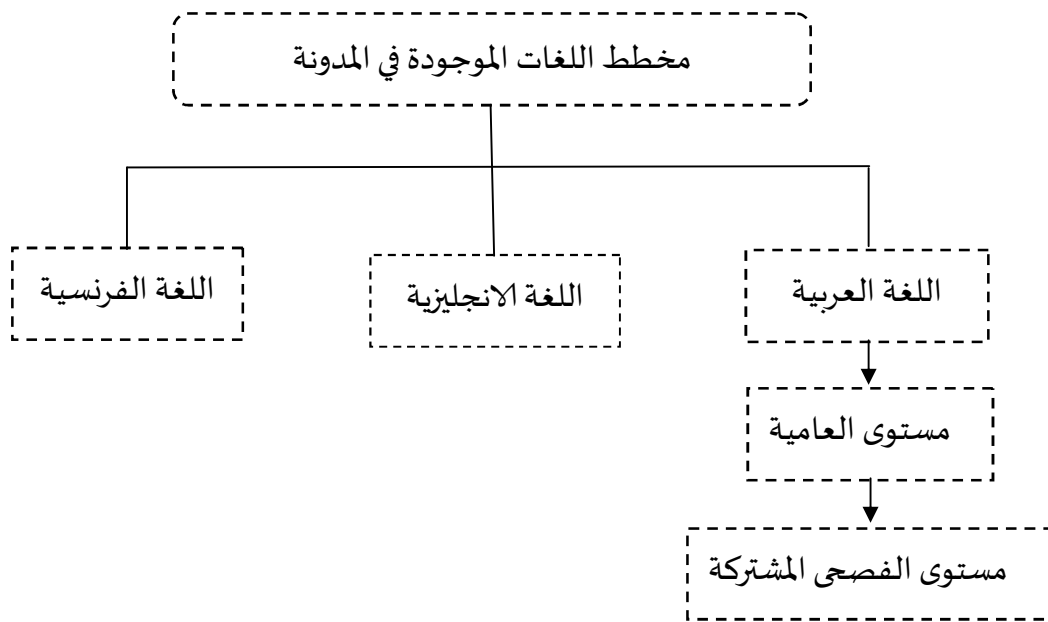 مخطط اللغات الموجودة في المدونة
اللغة العربية
اللغة الانجليزية
اللغة الفرنسية
مستوى العامية
مستوى الفصحى المشتركة